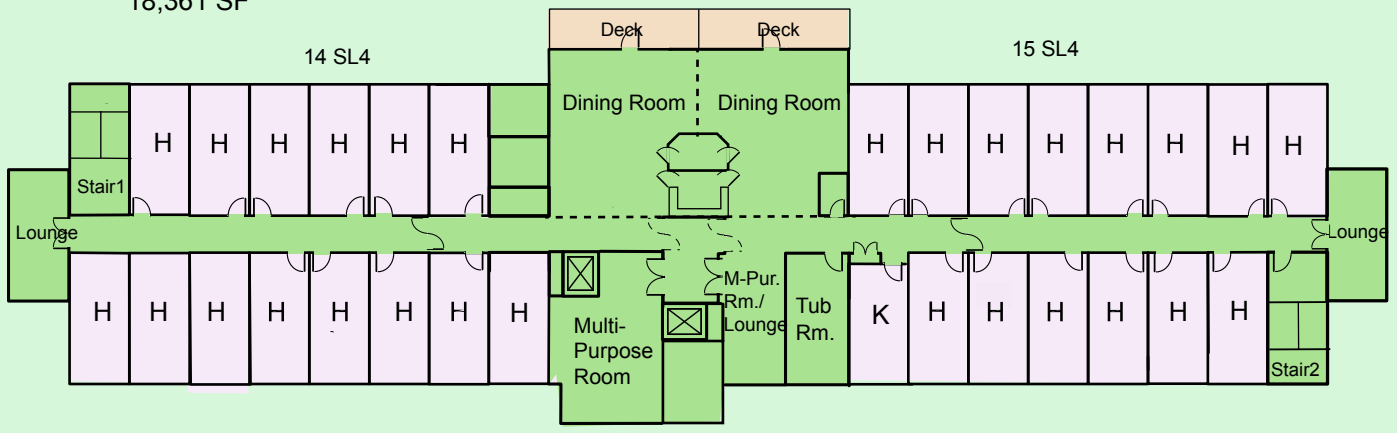 18,361 SF
Deck Deck
14 SL4 15 SL4
Dining Room Dining Room
H H H H H H H H H H H H H H
Stair1
Lounge Lounge
M-Pur.
Rm./
Lounge
Tub
Rm.
H H H H H H H H K H H H H H H
Multi-
Purpose
Room
Stair2